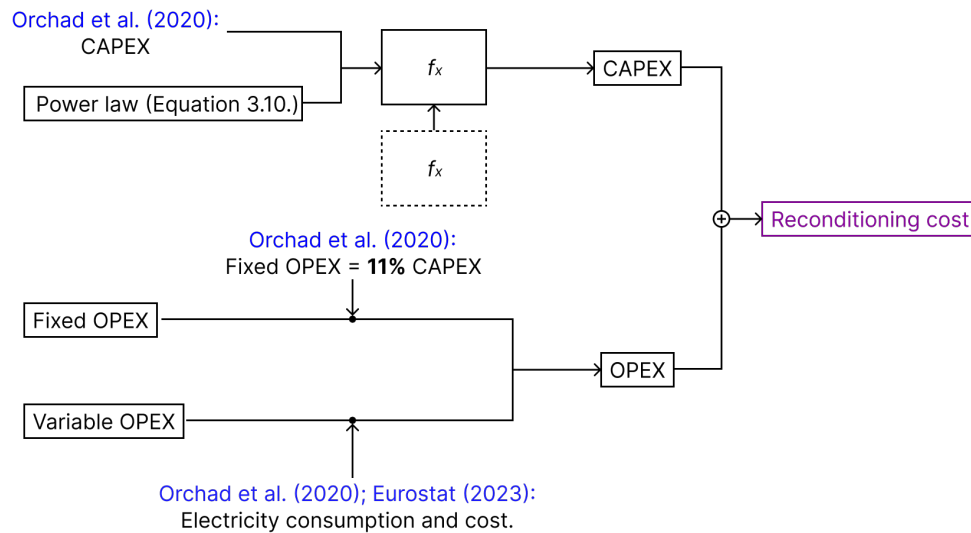 Orchad et al. (2020):
CAPEX
Power law (Equation 3.10.)
fx
CAPEX
fx
Reconditioning cost
Orchad et al. (2020):
Fixed OPEX = 11% CAPEX
Fixed OPEX
OPEX
Variable OPEX
Orchad et al. (2020); Eurostat (2023):
Electricity consumption and cost.